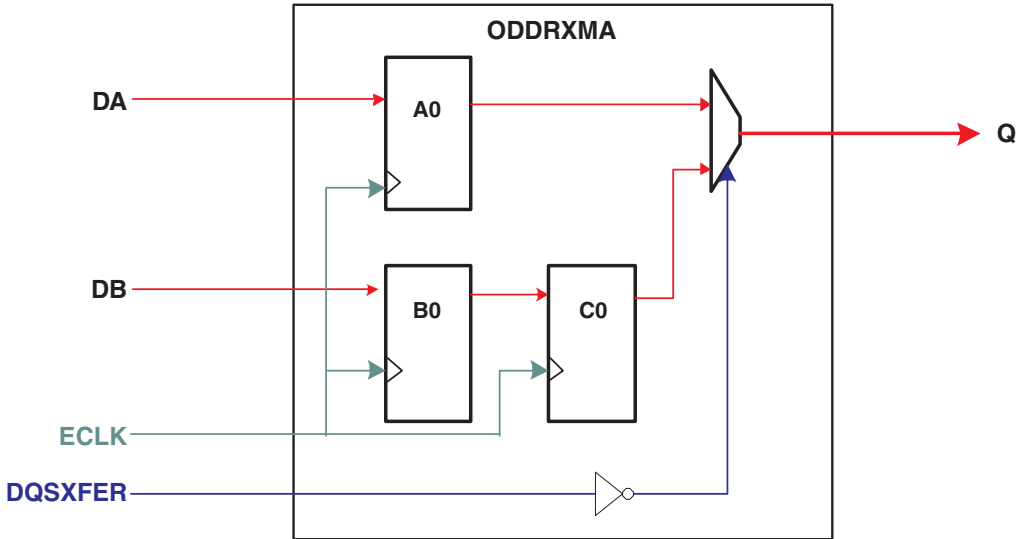 ODDRXMA
DA
A0
Q
DB
B0
C0
ECLK
DQSXFER